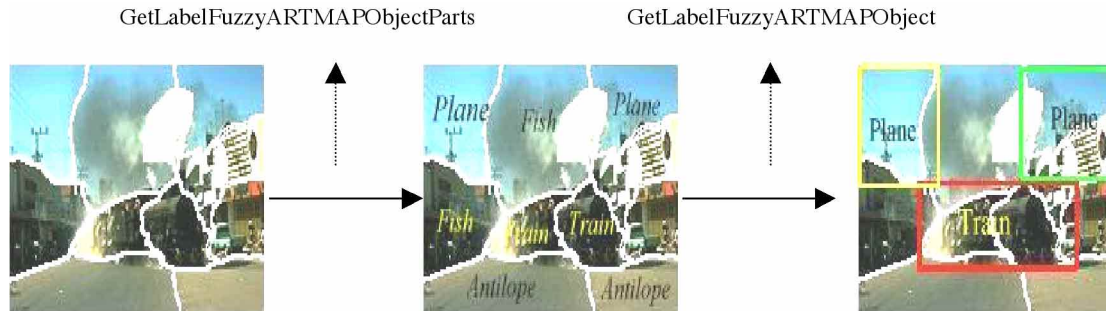 GetLabelFuzzyARTMAPObjectParts
GetLabelFuzzyARTMAPObject
Plane
Fish
Plane
Fish
Train
Train
Antilope
Antilope
Plane
Plane
Train